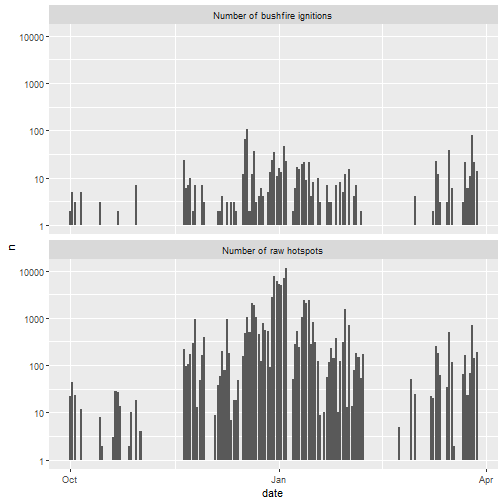 Number of bushfire ignitions
10000
1000
100
10
1
n
Number of raw hotspots
10000
1000
100
10
1
Oct
Jan
Apr
date